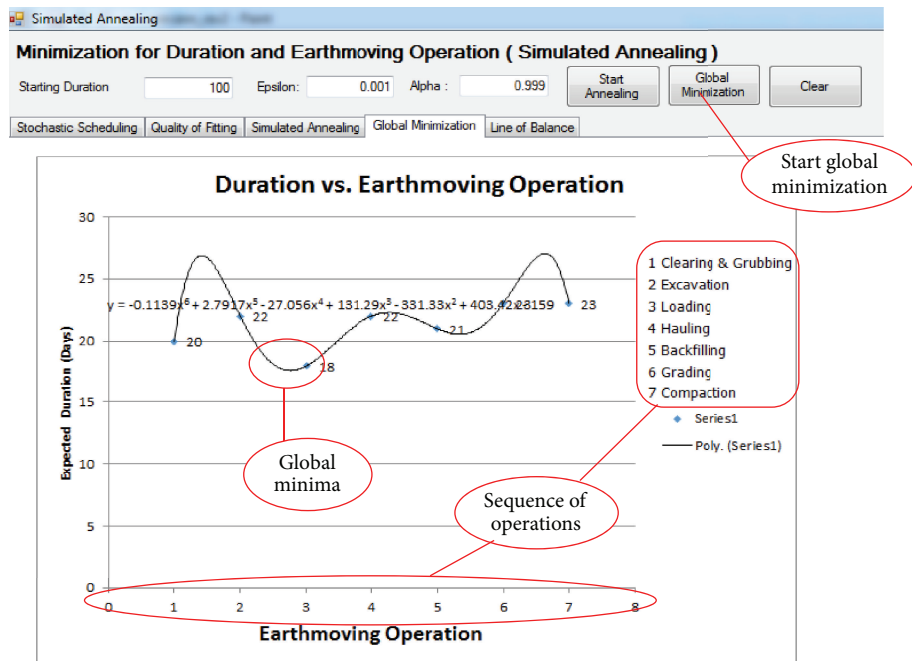 Simulated Annealing
Minimization for Duration and Earthmoving Operation ( Simulated Annealing )
Starting Duration 100 Epsilon: 0.001 Alpha : 0.999 Start Annealing Global Minimization Clear
Stochastic Scheduling Quality of Fitting Simulated Annealing Global Minimization Line of Balance
Start global
minimization
Duration vs. Earthmoving Operation
Expected Duration (Days)
30
25
20
15
10
5
0
y = -0.1139x⁶ + 2.7917x⁵ - 27.056x⁴ + 131.29x³ - 331.33x² + 403.42x
20
22
18
22
21
23
23
1 Clearing & Grubbing
2 Excavation
3 Loading
4 Hauling
5 Backfilling
6 Grading
7 Compaction
Series1
Poly. (Series1)
Global
minima
Sequence of
operations
0 1 2 3 4 5 6 7 8
Earthmoving Operation